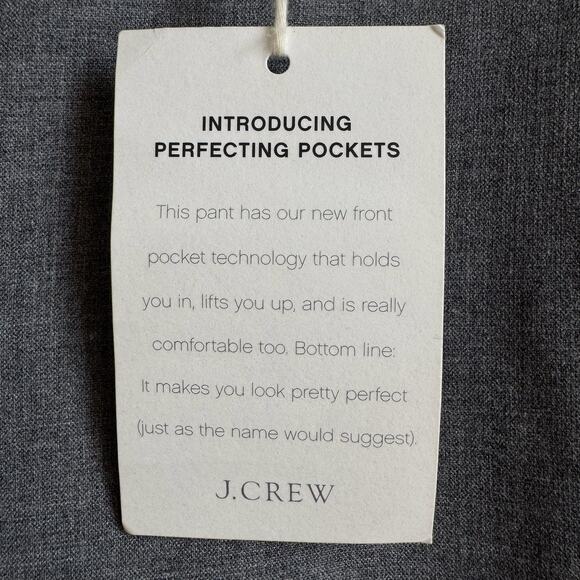 INTRODUCING
PERFECTING POCKETS
This pant has our new front
pocket technology that holds
you in, lifts you up, and is really
comfortable too. Bottom line:
It makes you look pretty perfect
(just as the name would suggest).
J.CREW